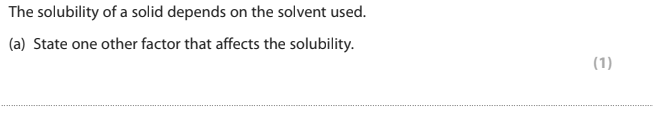 The solubility of a solid depends on the solvent used.
(a) State one other factor that affects the solubility.
(1)